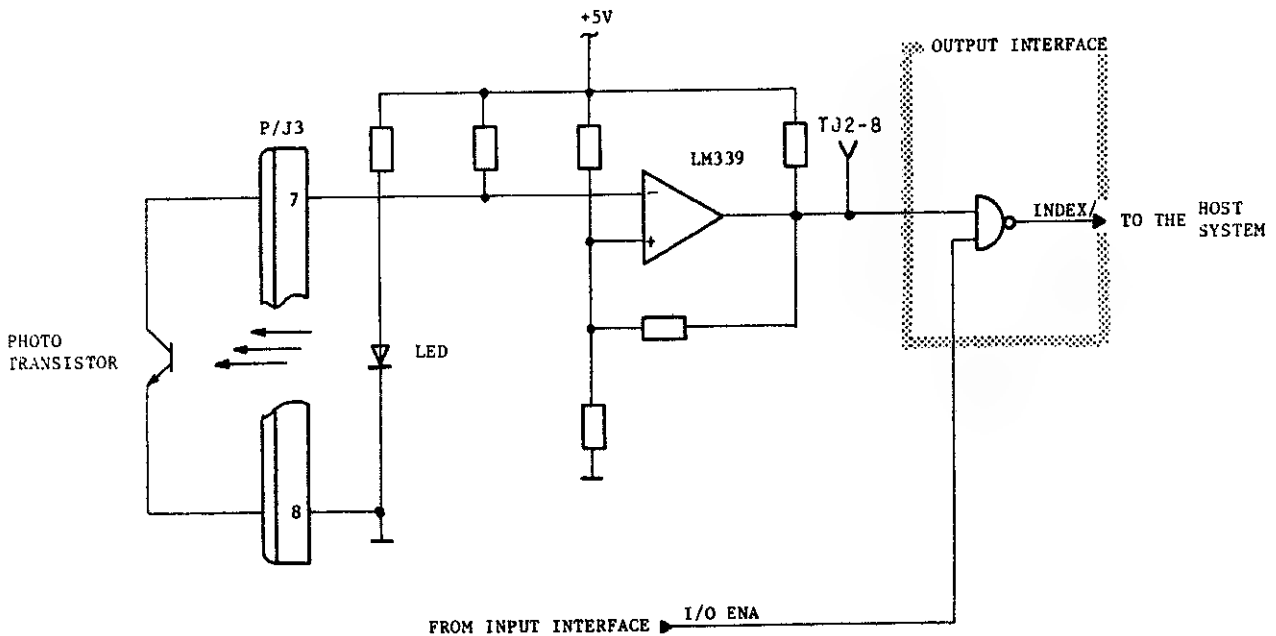 +5V
OUTPUT INTERFACE
P/J3
TJ2-8
LM339
7
-
+
INDEX/
TO THE HOST
SYSTEM
PHOTO
TRANSISTOR
LED
8
FROM INPUT INTERFACE
I/O ENA